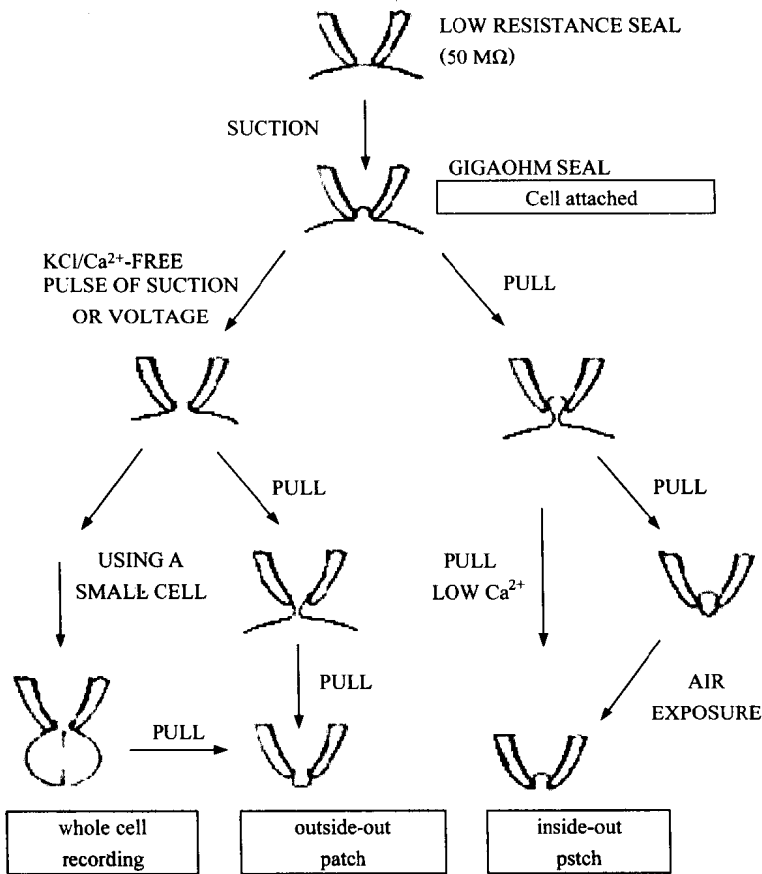 LOW RESISTANCE SEAL
(50 MΩ)
SUCTION
GIGAOHM SEAL
Cell attached
KCl/Ca²⁺-FREE
PULSE OF SUCTION
OR VOLTAGE
PULL
PULL
PULL
USING A
SMALL CELL
PULL
LOW Ca²⁺
PULL
AIR
EXPOSURE
PULL
whole cell
recording
outside-out
patch
inside-out
pstch